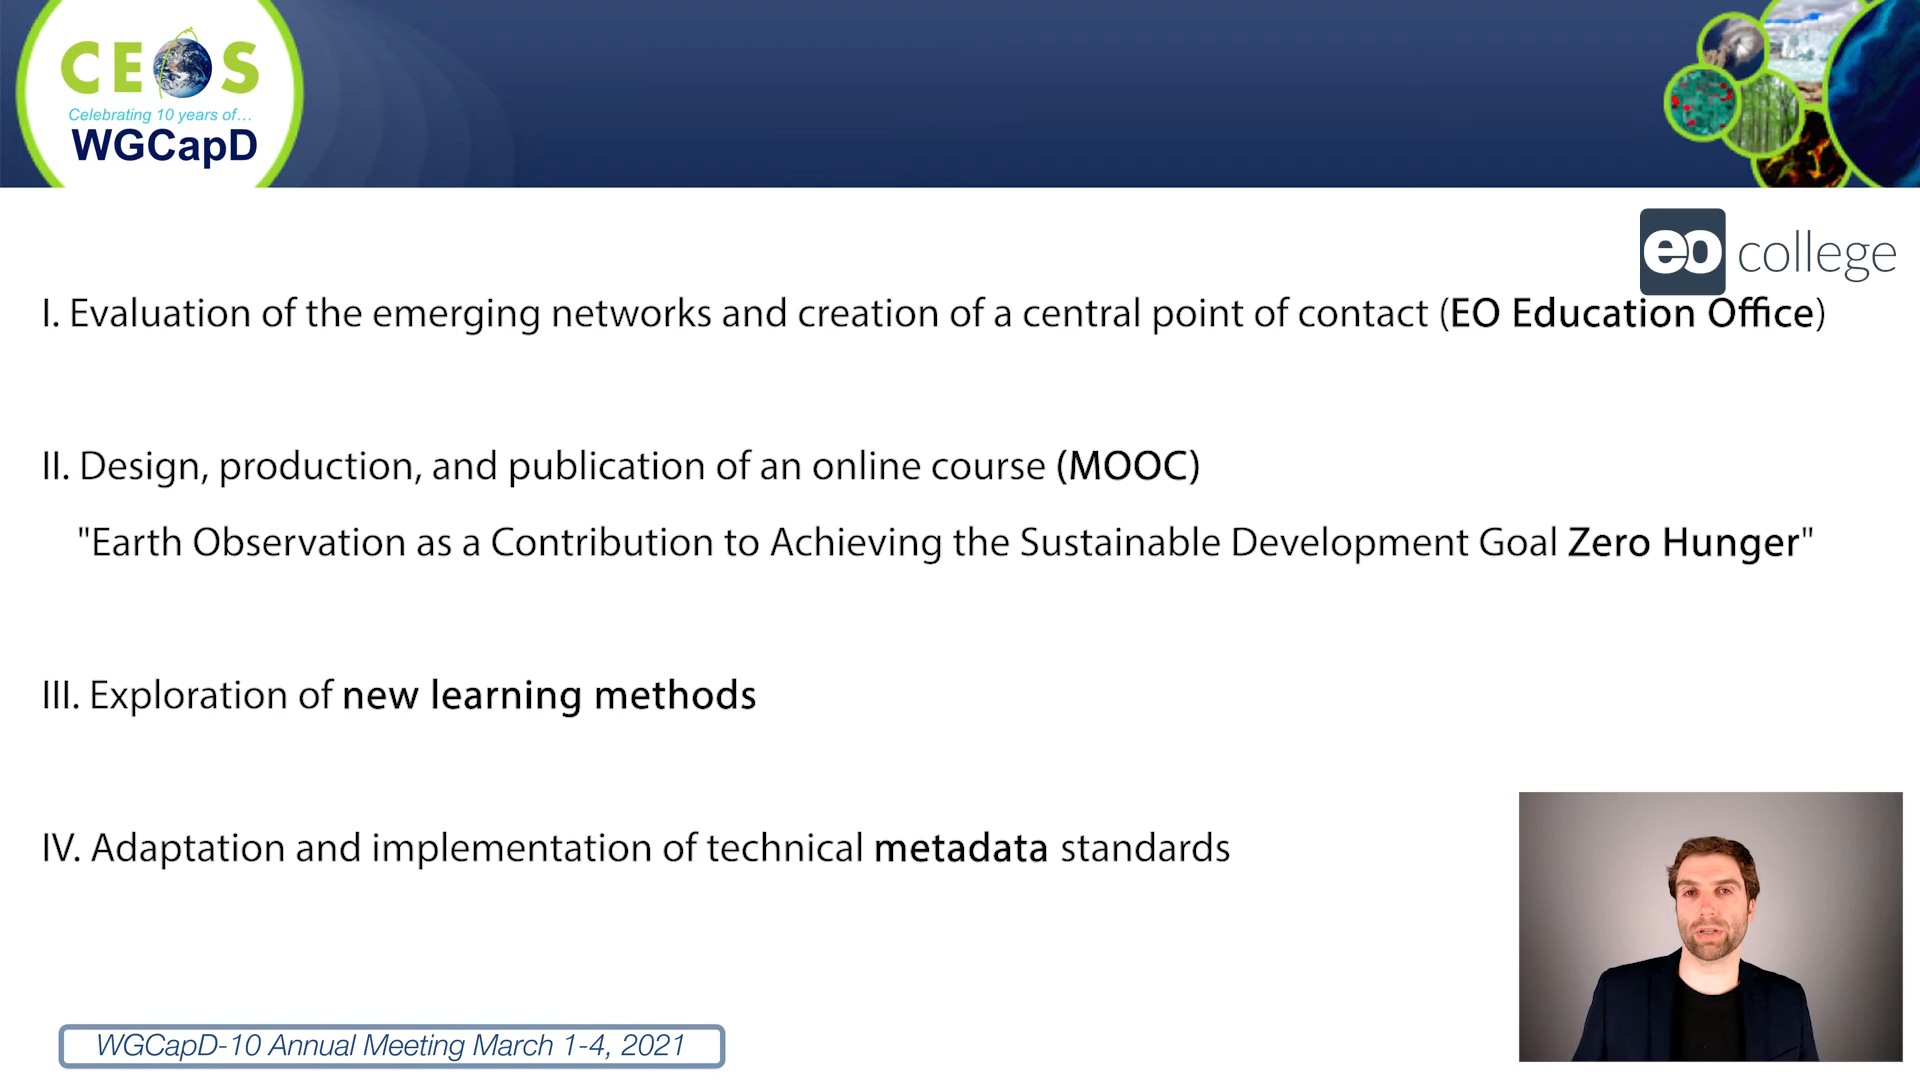 CEOS
Celebrating 10 years of...
WGCapD
eo college
I. Evaluation of the emerging networks and creation of a central point of contact (EO Education Office)
II. Design, production, and publication of an online course (MOOC)
"Earth Observation as a Contribution to Achieving the Sustainable Development Goal Zero Hunger"
III. Exploration of new learning methods
IV. Adaptation and implementation of technical metadata standards
WGCapD-10 Annual Meeting March 1-4, 2021